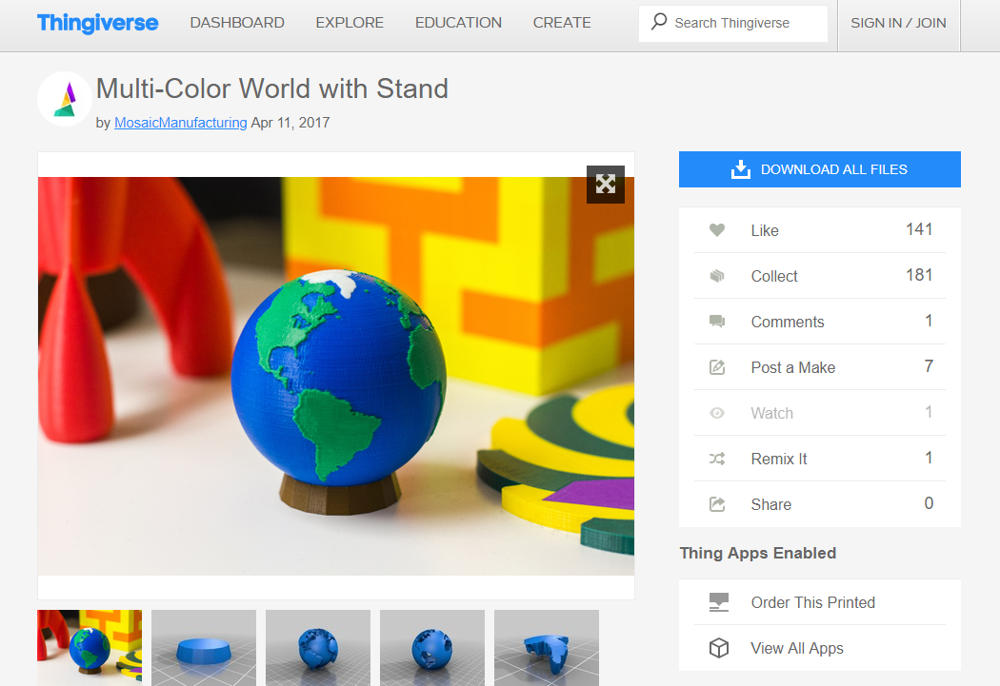 Thingiverse DASHBOARD EXPLORE EDUCATION CREATE Search Thingiverse SIGN IN / JOIN
Multi-Color World with Stand
by MosaicManufacturing Apr 11, 2017
DOWNLOAD ALL FILES
Like 141
Collect 181
Comments 1
Post a Make 7
Watch 1
Remix It 1
Share 0
Thing Apps Enabled
Order This Printed
View All Apps